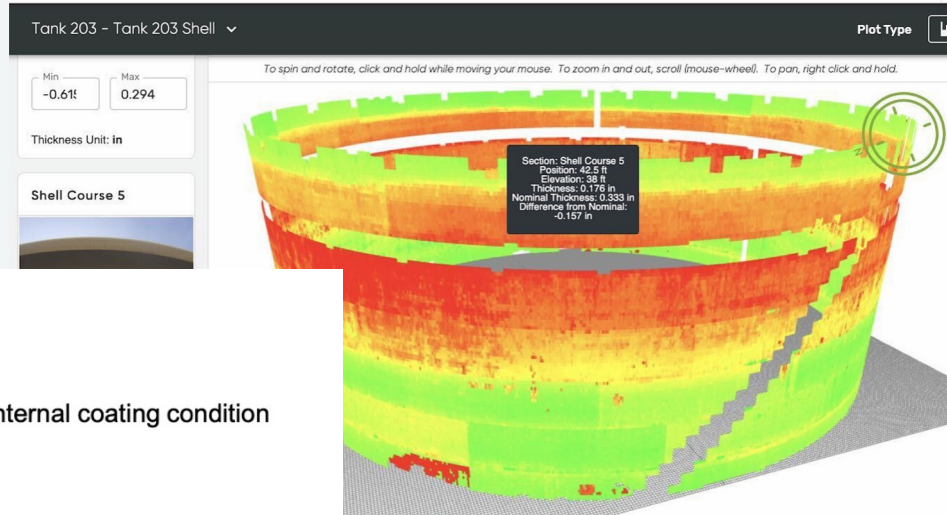 Tank 203 - Tank 203 Shell
Plot Type
Min
Max
-0.615
0.294
To spin and rotate, click and hold while moving your mouse. To zoom in and out, scroll (mouse-wheel). To pan, right click and hold.
Thickness Unit: in
Shell Course 5
Section: Shell Course 5
Position: 42.5 ft
Elevation: 38 ft
Thickness: 0.176 in
Nominal Thickness: 0.333 in
Difference from Nominal:
-0.157 in
nternal coating condition